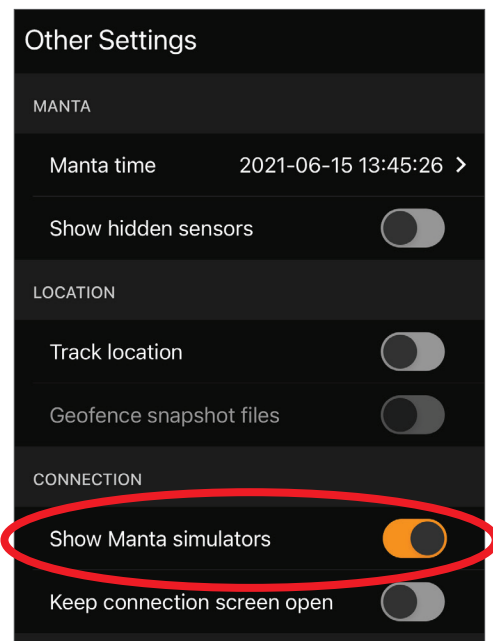 Other Settings
MANTA
Manta time 2021-06-15 13:45:26 >
Show hidden sensors
LOCATION
Track location
Geofence snapshot files
CONNECTION
Show Manta simulators
Keep connection screen open